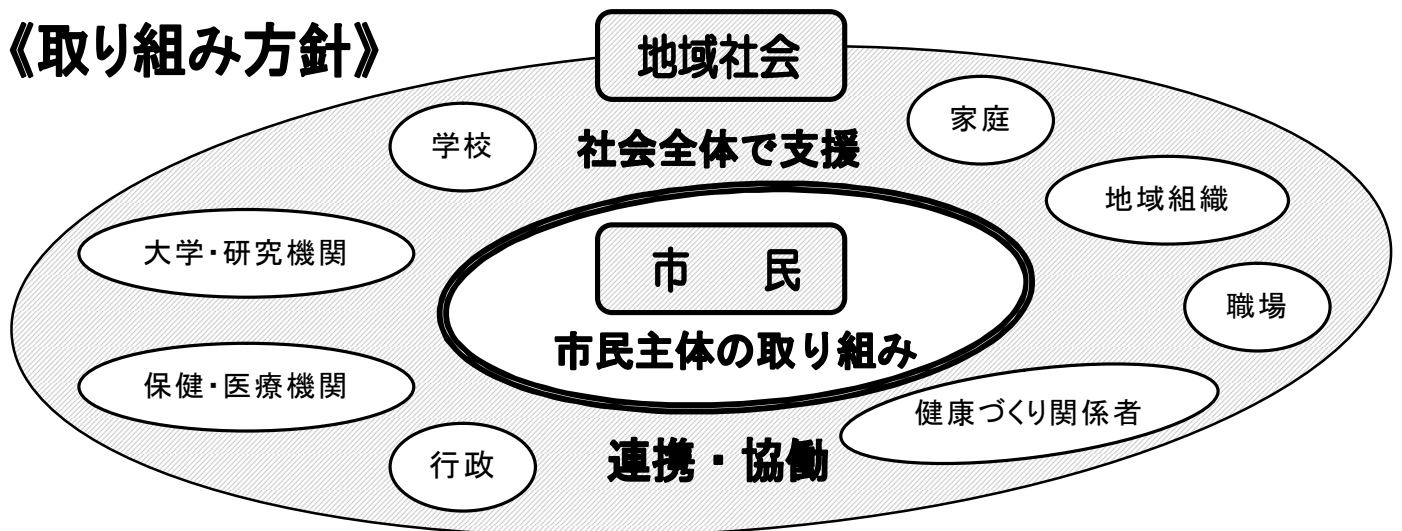 《取り組み方針》
地域社会
学校
社会全体で支援
家庭
地域組織
大学・研究機関
市　民
職場
市民主体の取り組み
保健・医療機関
健康づくり関係者
行政
連携・協働